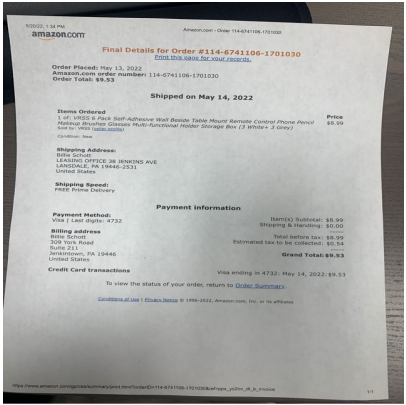 5/20/22, 1:34 PM
Amazon.com - Order 114-6741106-1701030
amazon.com
Final Details for Order #114-6741106-1701030
Print this page for your records.
Order Placed: May 13, 2022
Amazon.com order number: 114-6741106-1701030
Order Total: $9.53
Shipped on May 14, 2022
Items Ordered Price
1 of: VRSS 6 Pack Self-Adhesive Wall Beside Table Mount Remote Control Phone Pencil $8.99
Makeup Brushes Glasses Multi-functional Holder Storage Box (3 White+ 3 Grey)
Sold by: VRSS (seller profile)
Condition: New
Shipping Address:
Billie Schott
LEASING OFFICE 28 JENKINS AVE
LANSDALE, PA 19446-2531
United States
Shipping Speed:
FREE Prime Delivery
Payment information
Payment Method:
Visa | Last digits: 4732
Item(s) Subtotal: $8.99
Shipping & Handling: $0.00
-----
Billing address
Billie Schott
309 York Road
Suite 211
Jenkintown, PA 19446
United States
Total before tax: $8.99
Estimated tax to be collected: $0.54
-----
Grand Total: $9.53
Credit Card transactions
Visa ending in 4732: May 14, 2022: $9.53
To view the status of your order, return to Order Summary.
Conditions of Use | Privacy Notice © 1996-2022, Amazon.com, Inc. or its affiliates
1/1